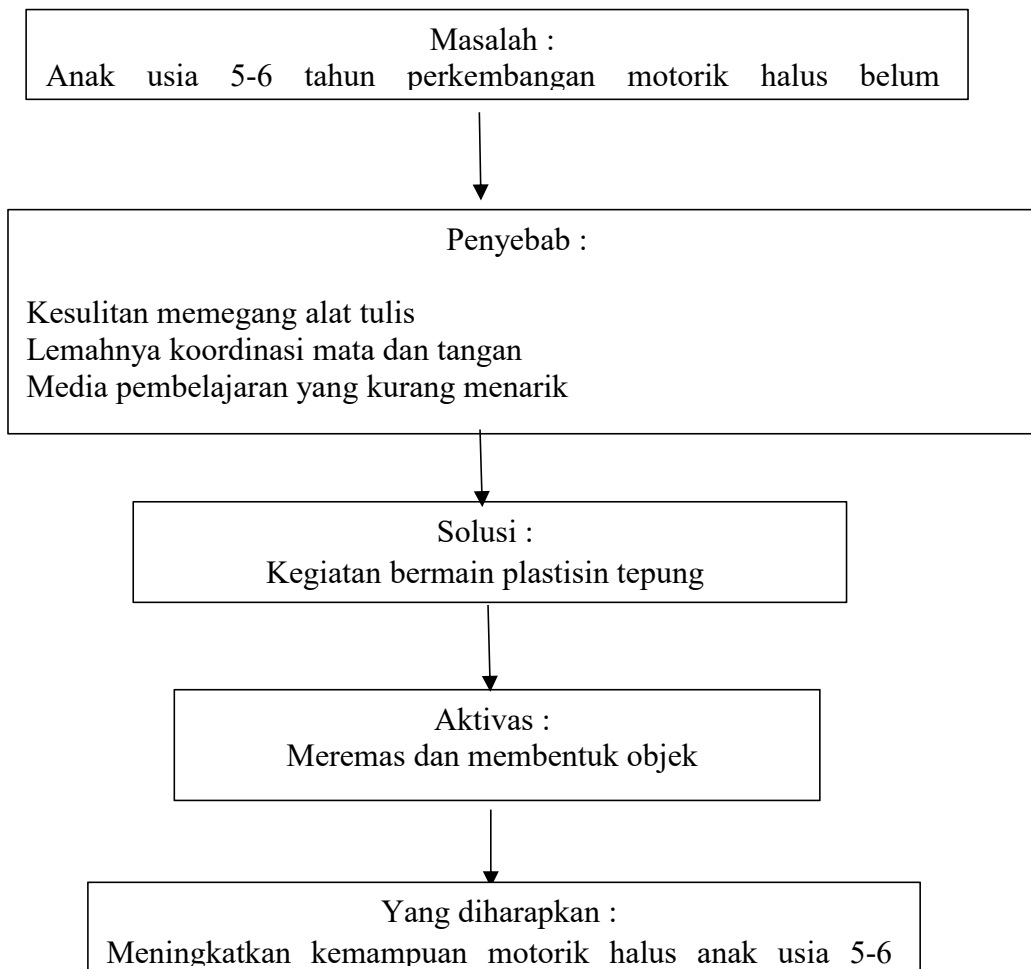 Masalah :
Anak usia 5-6 tahun perkembangan motorik halus belum
Penyebab :
Kesulitan memegang alat tulis
Lemahnya koordinasi mata dan tangan
Media pembelajaran yang kurang menarik
Solusi :
Kegiatan bermain plastisin tepung
Aktivas :
Meremas dan membentuk objek
Yang diharapkan :
Meningkatkan kemampuan motorik halus anak usia 5-6